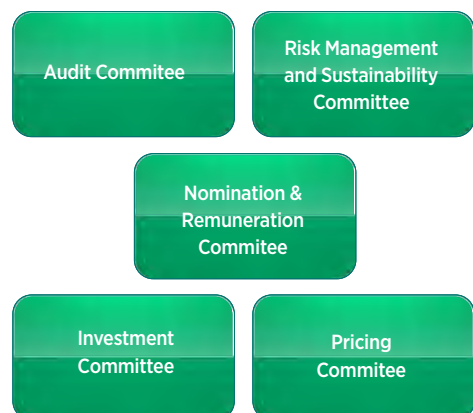 Audit Commitee
Risk Management
and Sustainability
Committee
Nomination &
Remuneration
Commitee
Investment
Committee
Pricing
Commitee